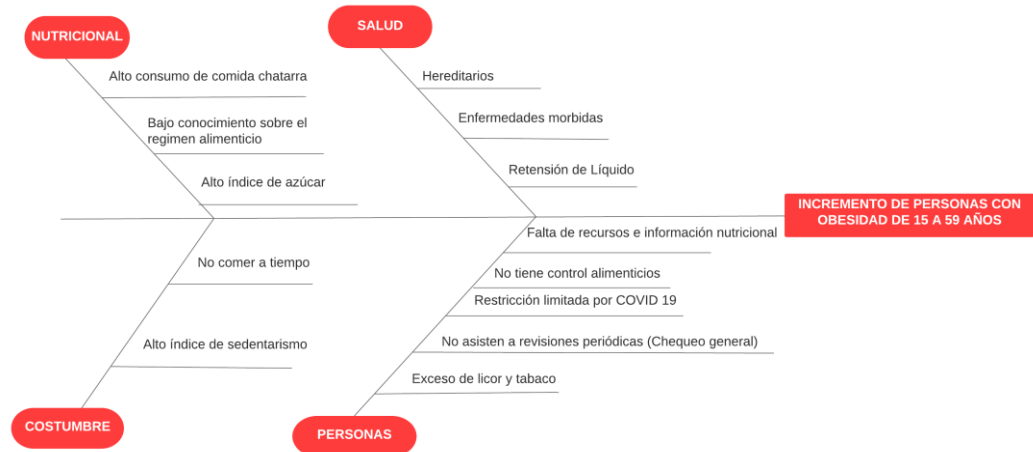 NUTRICIONAL
Alto consumo de comida chatarra
Bajo conocimiento sobre el
regimen alimenticio
Alto índice de azúcar
SALUD
Hereditarios
Enfermedades morbidas
Retensión de Líquido
INCREMENTO DE PERSONAS CON
OBESIDAD DE 15 A 59 AÑOS
No comer a tiempo
Alto índice de sedentarismo
COSTUMBRE
Falta de recursos e información nutricional
No tiene control alimenticios
Restricción limitada por COVID 19
No asisten a revisiones periódicas (Chequeo general)
Exceso de licor y tabaco
PERSONAS